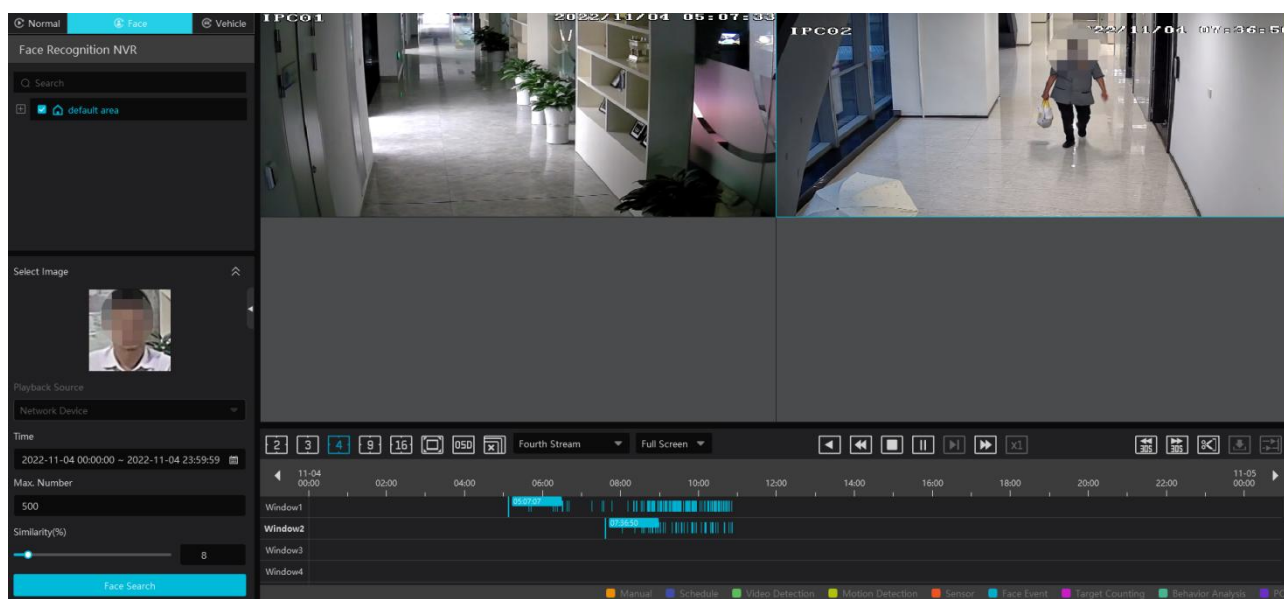 Normal Face Vehicle
Face Recognition NVR
Search
default area
Select Image
Playback Source
Network Device
Time
2022-11-04 00:00:00 ~ 2022-11-04 23:59:59
Max. Number
500
Similarity(%)
8
Face Search
IPC01 2022/11/04 05:07:33
IPC02
2 3 4 9 16 OSD Fourth Stream Full Screen x1 30S 30S
11-04 11-05
00:00 02:00 04:00 06:00 08:00 10:00 12:00 14:00 16:00 18:00 20:00 22:00 00:00
Window1 05:07:07
Window2 07:36:50
Window3
Window4
Manual Schedule Video Detection Motion Detection Sensor Face Event Target Counting Behavior Analysis